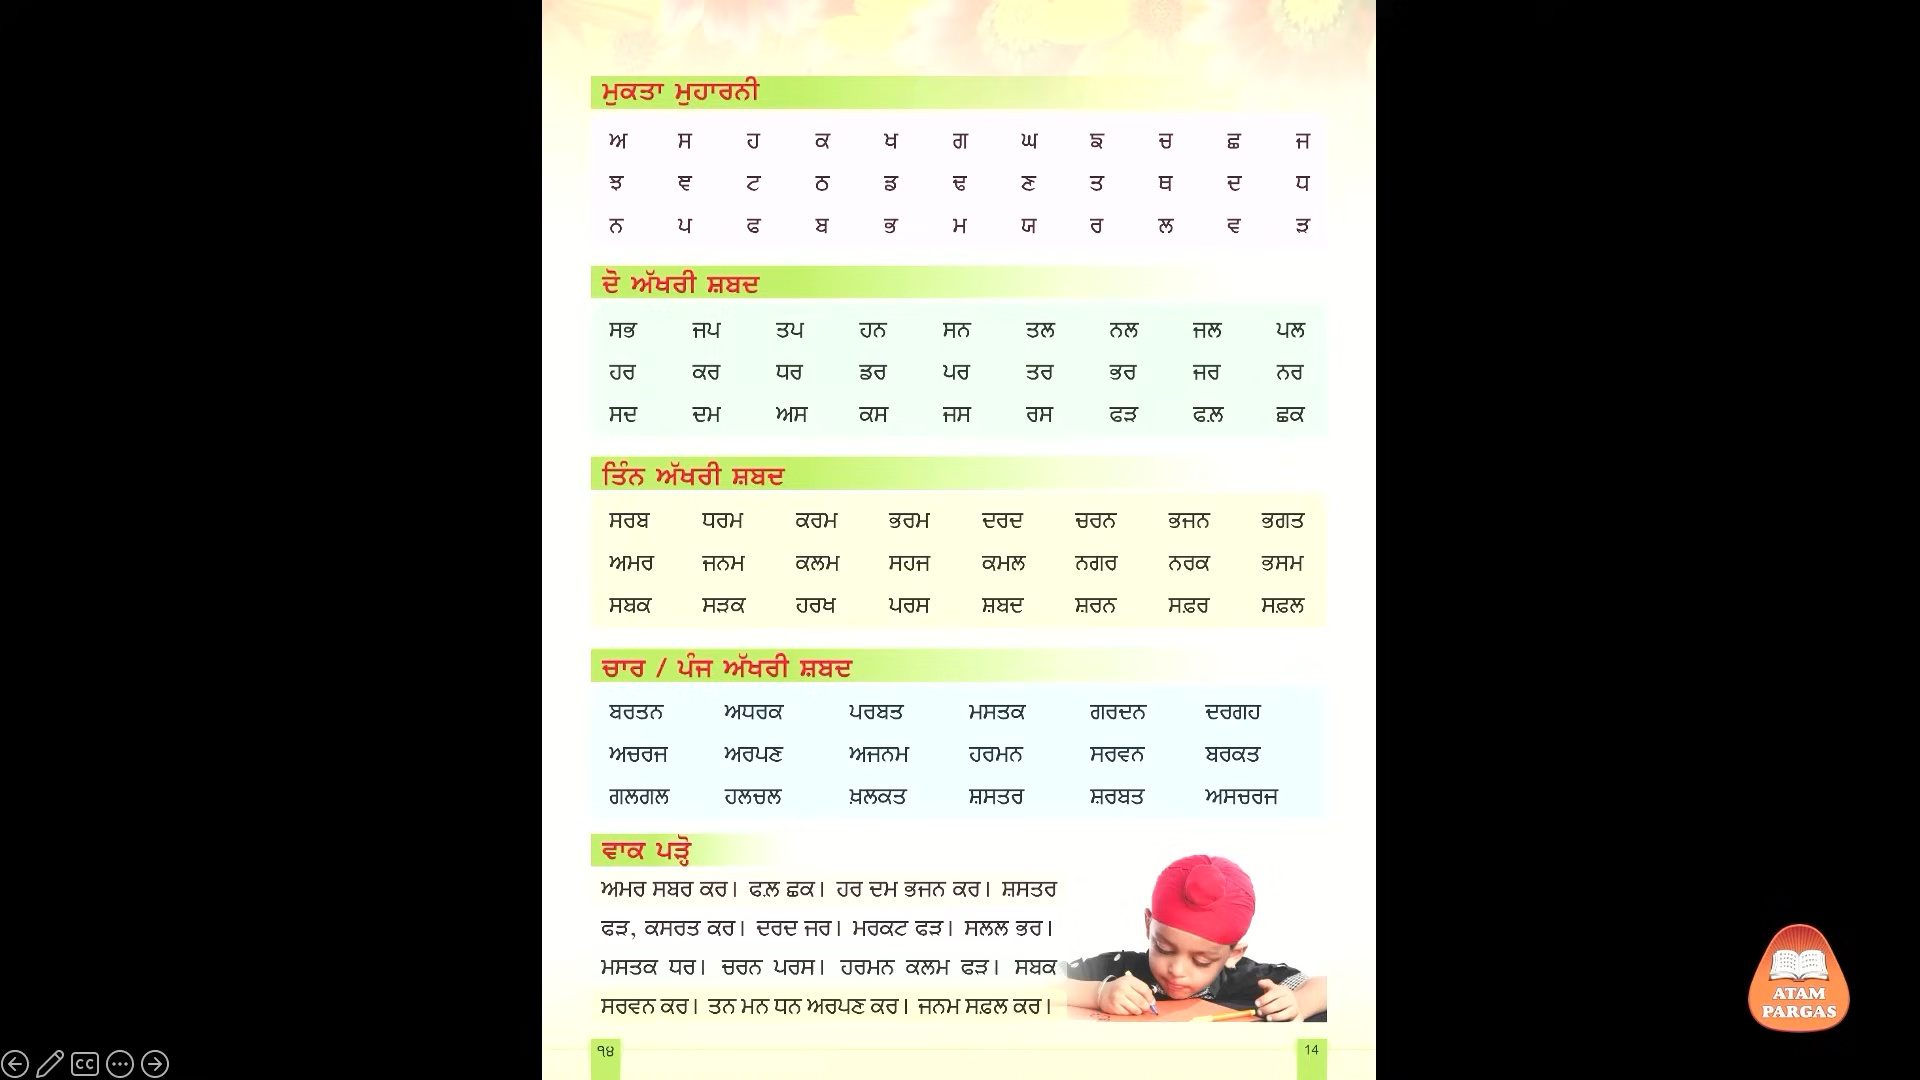 ਮੁਕਤਾ ਮੁਹਾਰਨੀ
ਅ ਸ ਹ ਕ ਖ ਗ ਘ ਙ ਚ ਛ ਜ
ਝ ਞ ਟ ਠ ਡ ਢ ਣ ਤ ਥ ਦ ਧ
ਨ ਪ ਫ ਬ ਭ ਮ ਯ ਰ ਲ ਵ ੜ
ਦੋ ਅੱਖਰੀ ਸ਼ਬਦ
ਸਭ ਜਪ ਤਪ ਹਨ ਸਨ ਤਲ ਨਲ ਜਲ ਪਲ
ਹਰ ਕਰ ਧਰ ਡਰ ਪਰ ਤਰ ਭਰ ਜਰ ਨਰ
ਸਦ ਦਮ ਅਸ ਕਸ ਜਸ ਰਸ ਫੜ ਫਲ ਛਕ
ਤਿੰਨ ਅੱਖਰੀ ਸ਼ਬਦ
ਸਰਬ ਧਰਮ ਕਰਮ ਭਰਮ ਦਰਦ ਚਰਨ ਭਜਨ ਭਗਤ
ਅਮਰ ਜਨਮ ਕਲਮ ਸਹਜ ਕਮਲ ਨਗਰ ਨਰਕ ਭਸਮ
ਸਬਕ ਸੜਕ ਹਰਖ ਪਰਸ ਸ਼ਬਦ ਸ਼ਰਨ ਸਫ਼ਰ ਸਫ਼ਲ
ਚਾਰ / ਪੰਜ ਅੱਖਰੀ ਸ਼ਬਦ
ਬਰਤਨ ਅਧਰਕ ਪਰਬਤ ਮਸਤਕ ਗਰਦਨ ਦਰਗਹ
ਅਚਰਜ ਅਰਪਣ ਅਜਨਮ ਹਰਮਨ ਸਰਵਨ ਬਰਕਤ
ਗਲਗਲ ਹਲਚਲ ਖ਼ਲਕਤ ਸ਼ਸਤਰ ਸ਼ਰਬਤ ਅਸਚਰਜ
ਵਾਕ ਪੜ੍ਹੋ
ਅਮਰ ਸਬਰ ਕਰ। ਫਲ ਛਕ। ਹਰ ਦਮ ਭਜਨ ਕਰ। ਸ਼ਸਤਰ
ਫੜ, ਕਸਰਤ ਕਰ। ਦਰਦ ਜਰ। ਮਰਕਟ ਫੜ। ਸਲਲ ਭਰ।
ਮਸਤਕ ਧਰ। ਚਰਨ ਪਰਸ। ਹਰਮਨ ਕਲਮ ਫੜ। ਸਬਕ
ਸਰਵਨ ਕਰ। ਤਨ ਮਨ ਧਨ ਅਰਪਣ ਕਰ। ਜਨਮ ਸਫ਼ਲ ਕਰ।
੧੪
14
ATAM
PARGAS
CC